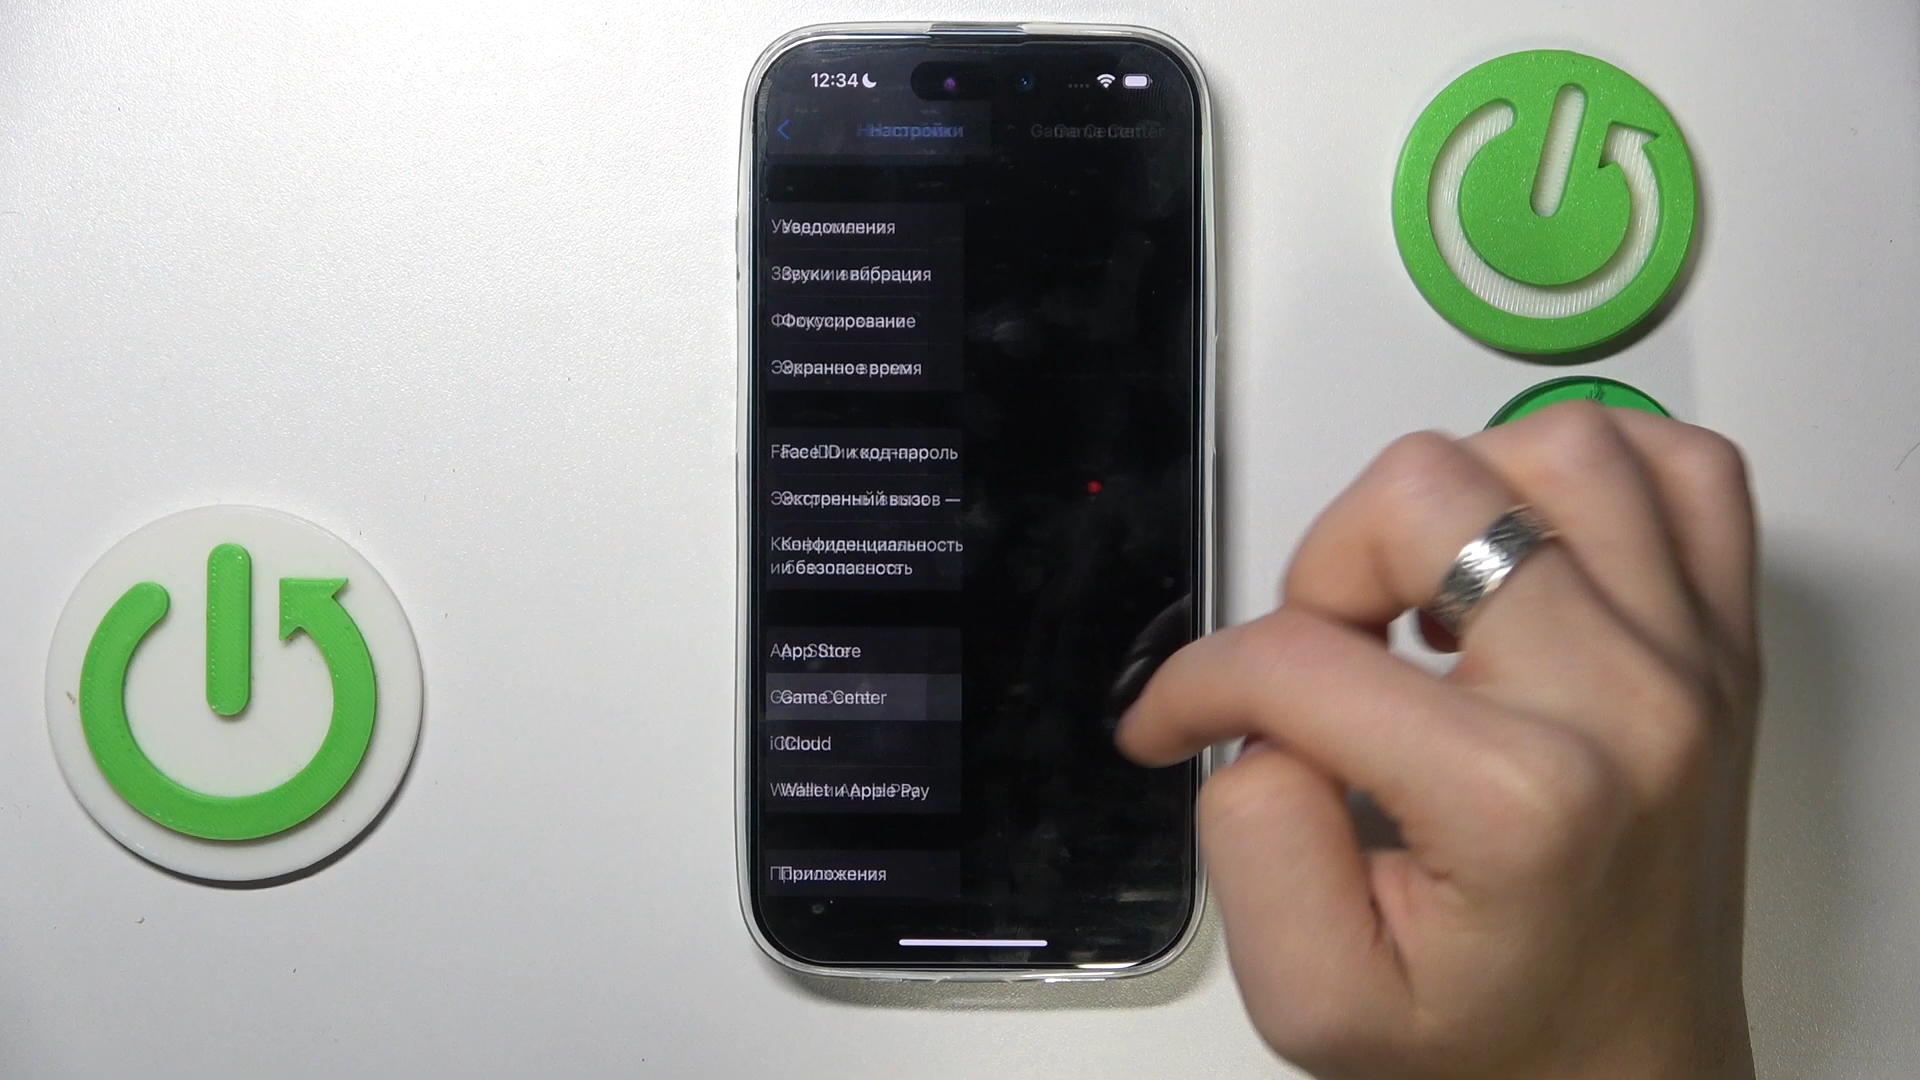 12:34
Настройки
Game Center
Уведомления
Звуки и вибрация
Фокусирование
Экранное время
Face ID и код-пароль
Экстренный вызов —
Конфиденциальность
и безопасность
App Store
Game Center
iCloud
Wallet и Apple Pay
Приложения